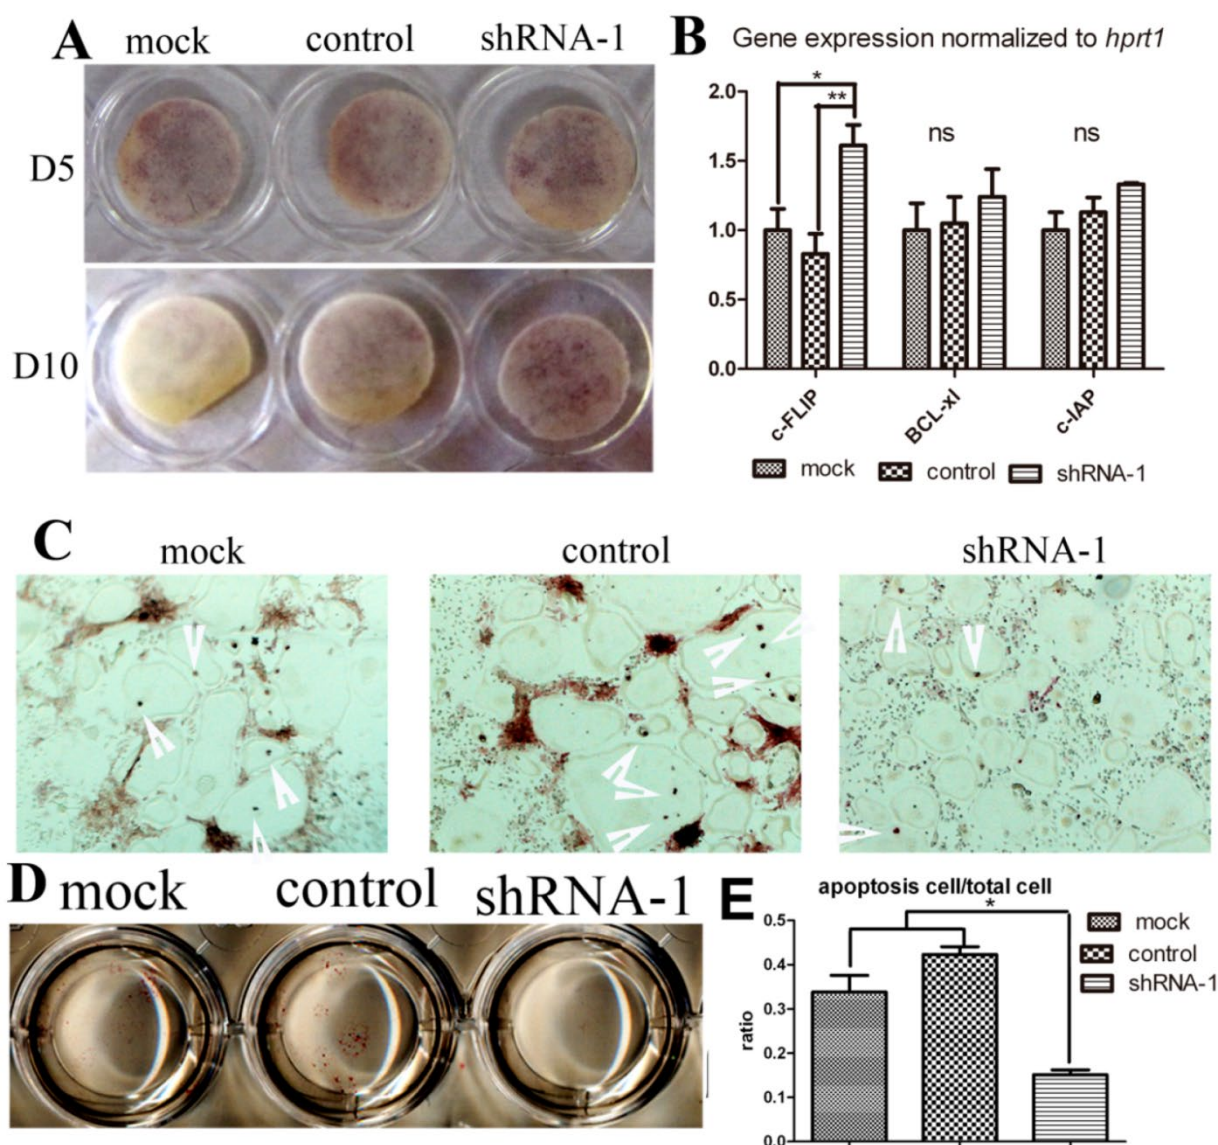 A
mock control shRNA-1
D5
D10
B
Gene expression normalized to hprt1
* 
**
ns
ns
2.0
1.5
1.0
0.5
0.0
c-FLIP
BCL-xl
c-IAP
mock control shRNA-1
C
mock control shRNA-1
D
mock control shRNA-1
E
apoptosis cell/total cell
*
mock
control
shRNA-1
ratio
0.5
0.4
0.3
0.2
0.1
0.0